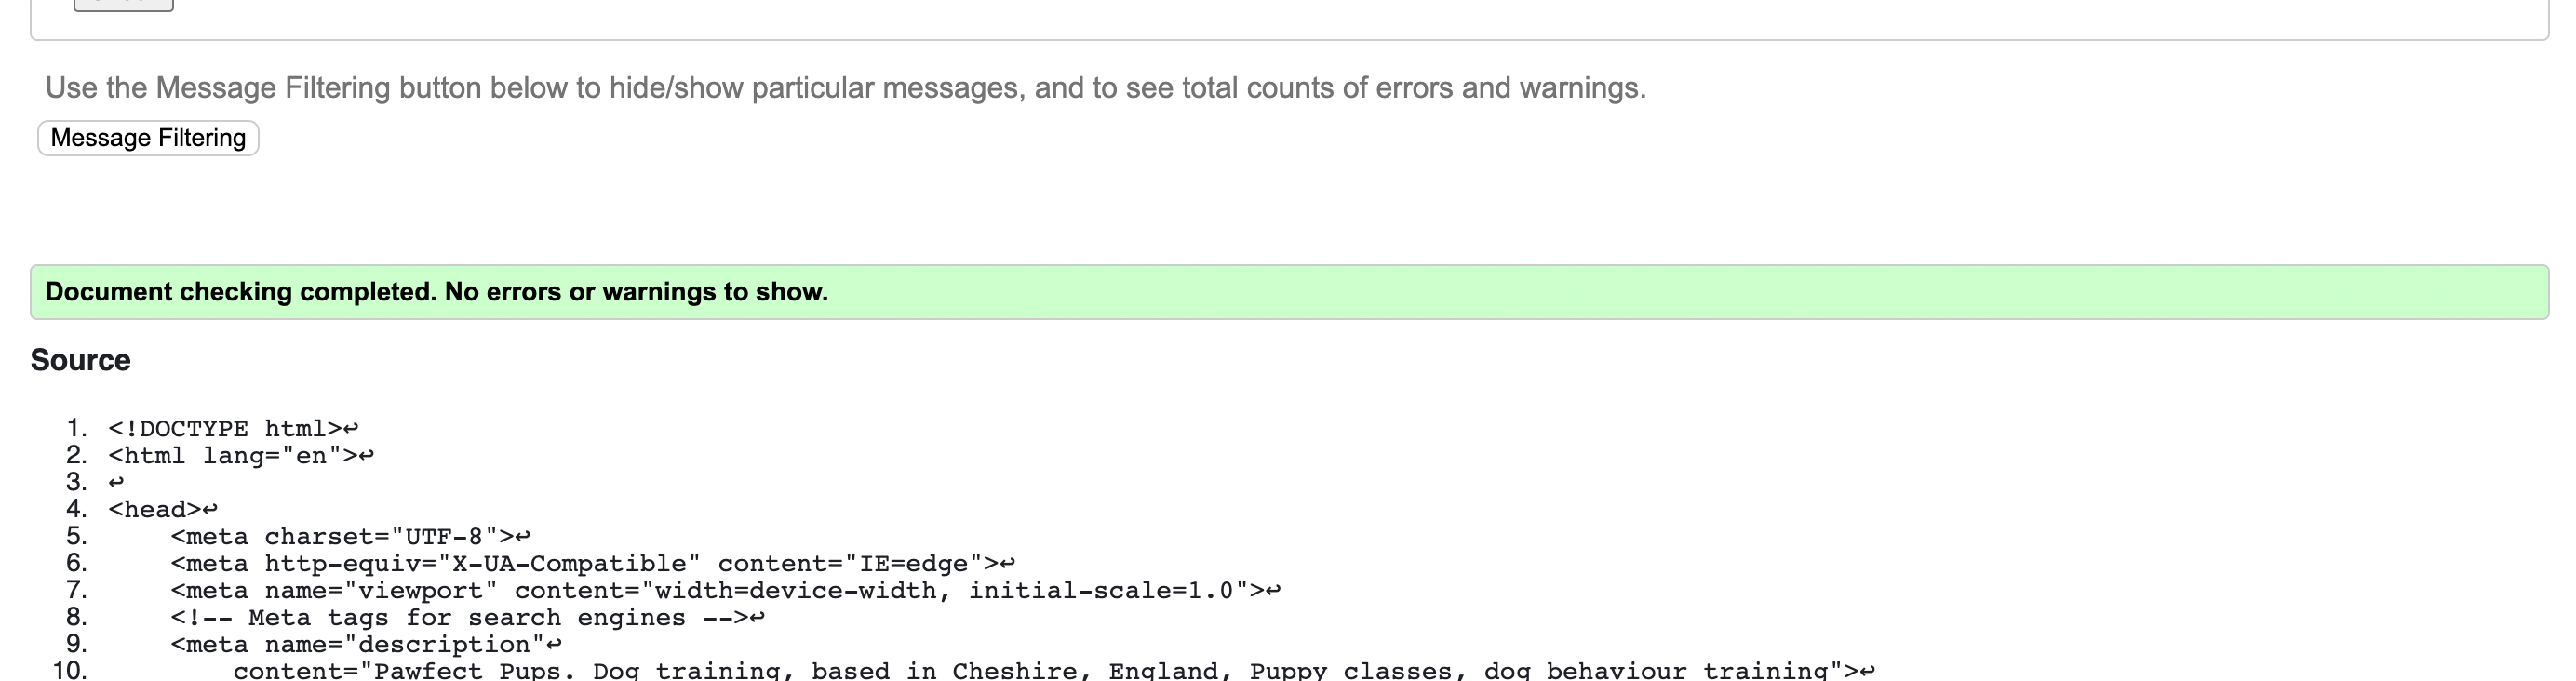 Use the Message Filtering button below to hide/show particular messages, and to see total counts of errors and warnings.
Message Filtering
Document checking completed. No errors or warnings to show.
Source
1. <!DOCTYPE html>↩
2. <html lang="en">↩
3. ↩
4. <head>↩
5. <meta charset="UTF-8">↩
6. <meta http-equiv="X-UA-Compatible" content="IE=edge">↩
7. <meta name="viewport" content="width=device-width, initial-scale=1.0">↩
8. <!-- Meta tags for search engines -->↩
9. <meta name="description"↩
10. content="Pawfect Pups. Dog training, based in Cheshire, England, Puppy classes, dog behaviour training">↩